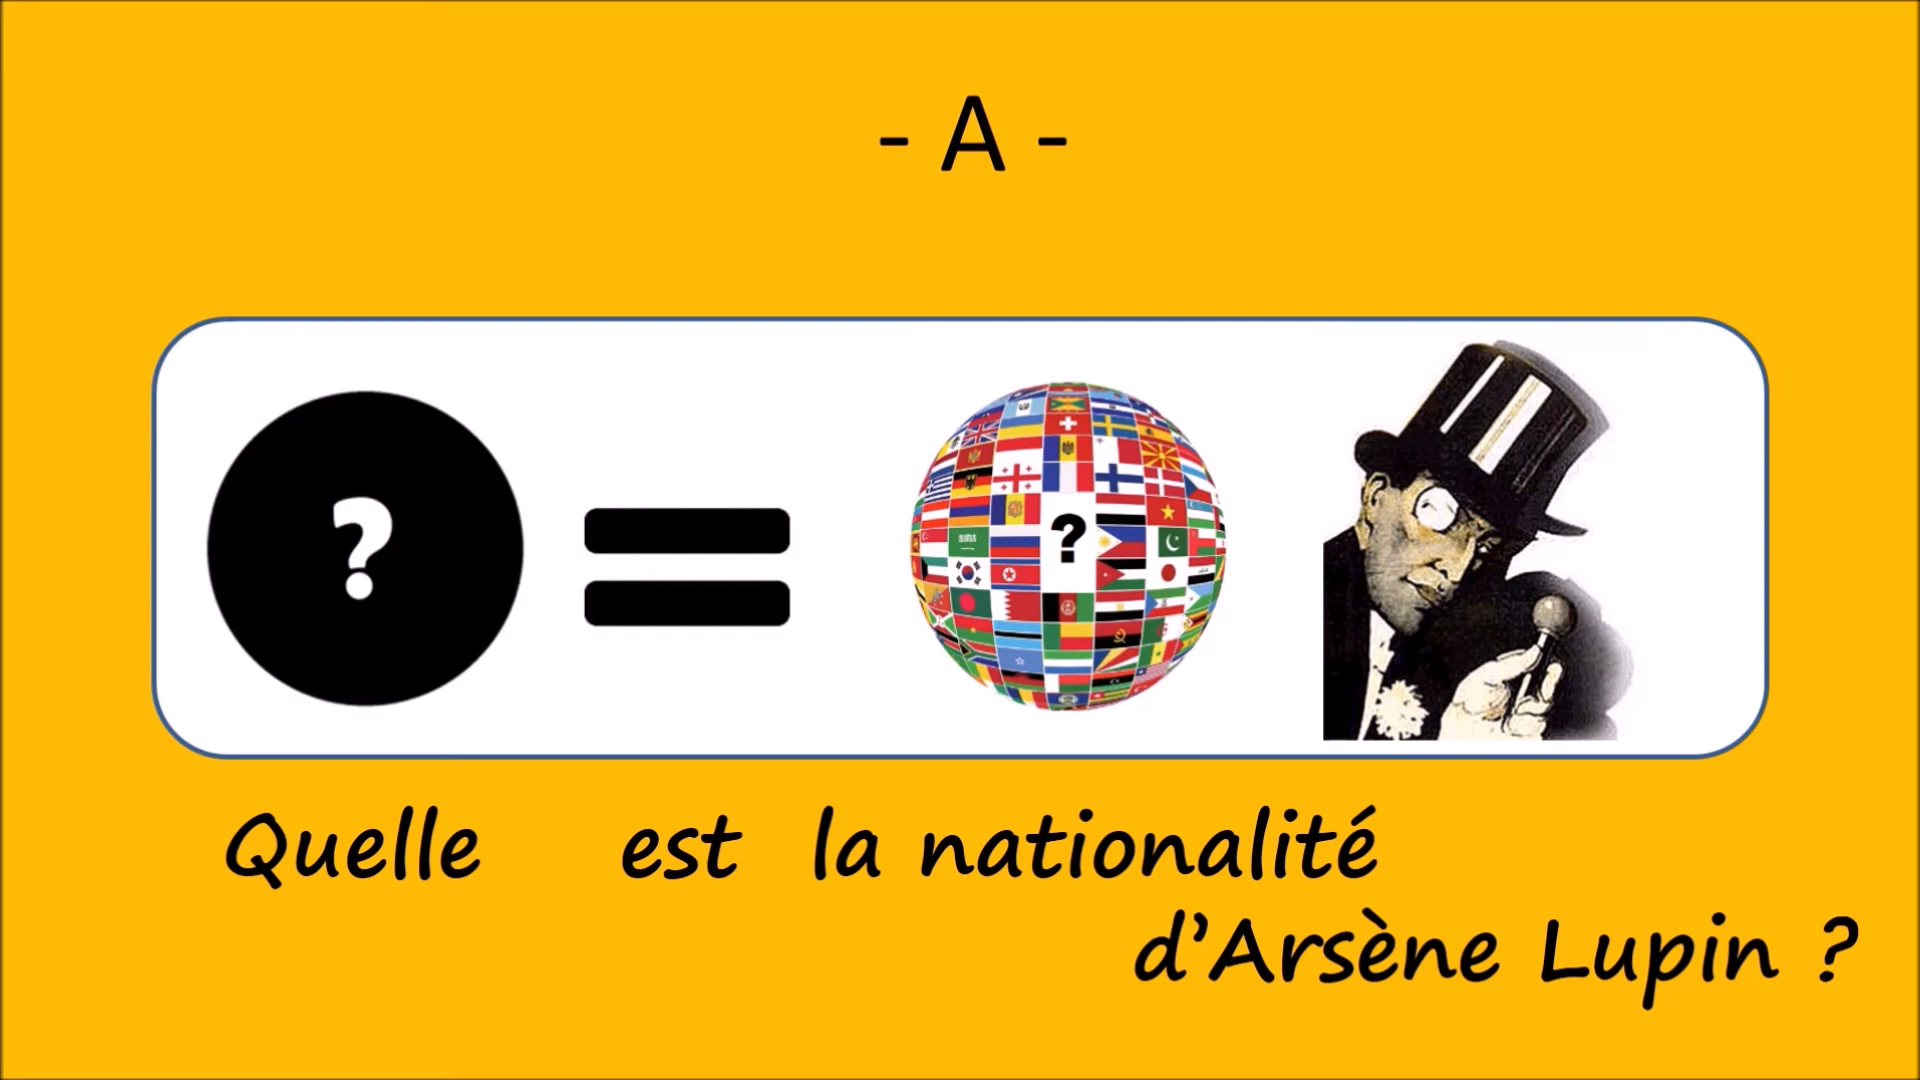 - A -
?
?
Quelle est la nationalité
d'Arsène Lupin ?